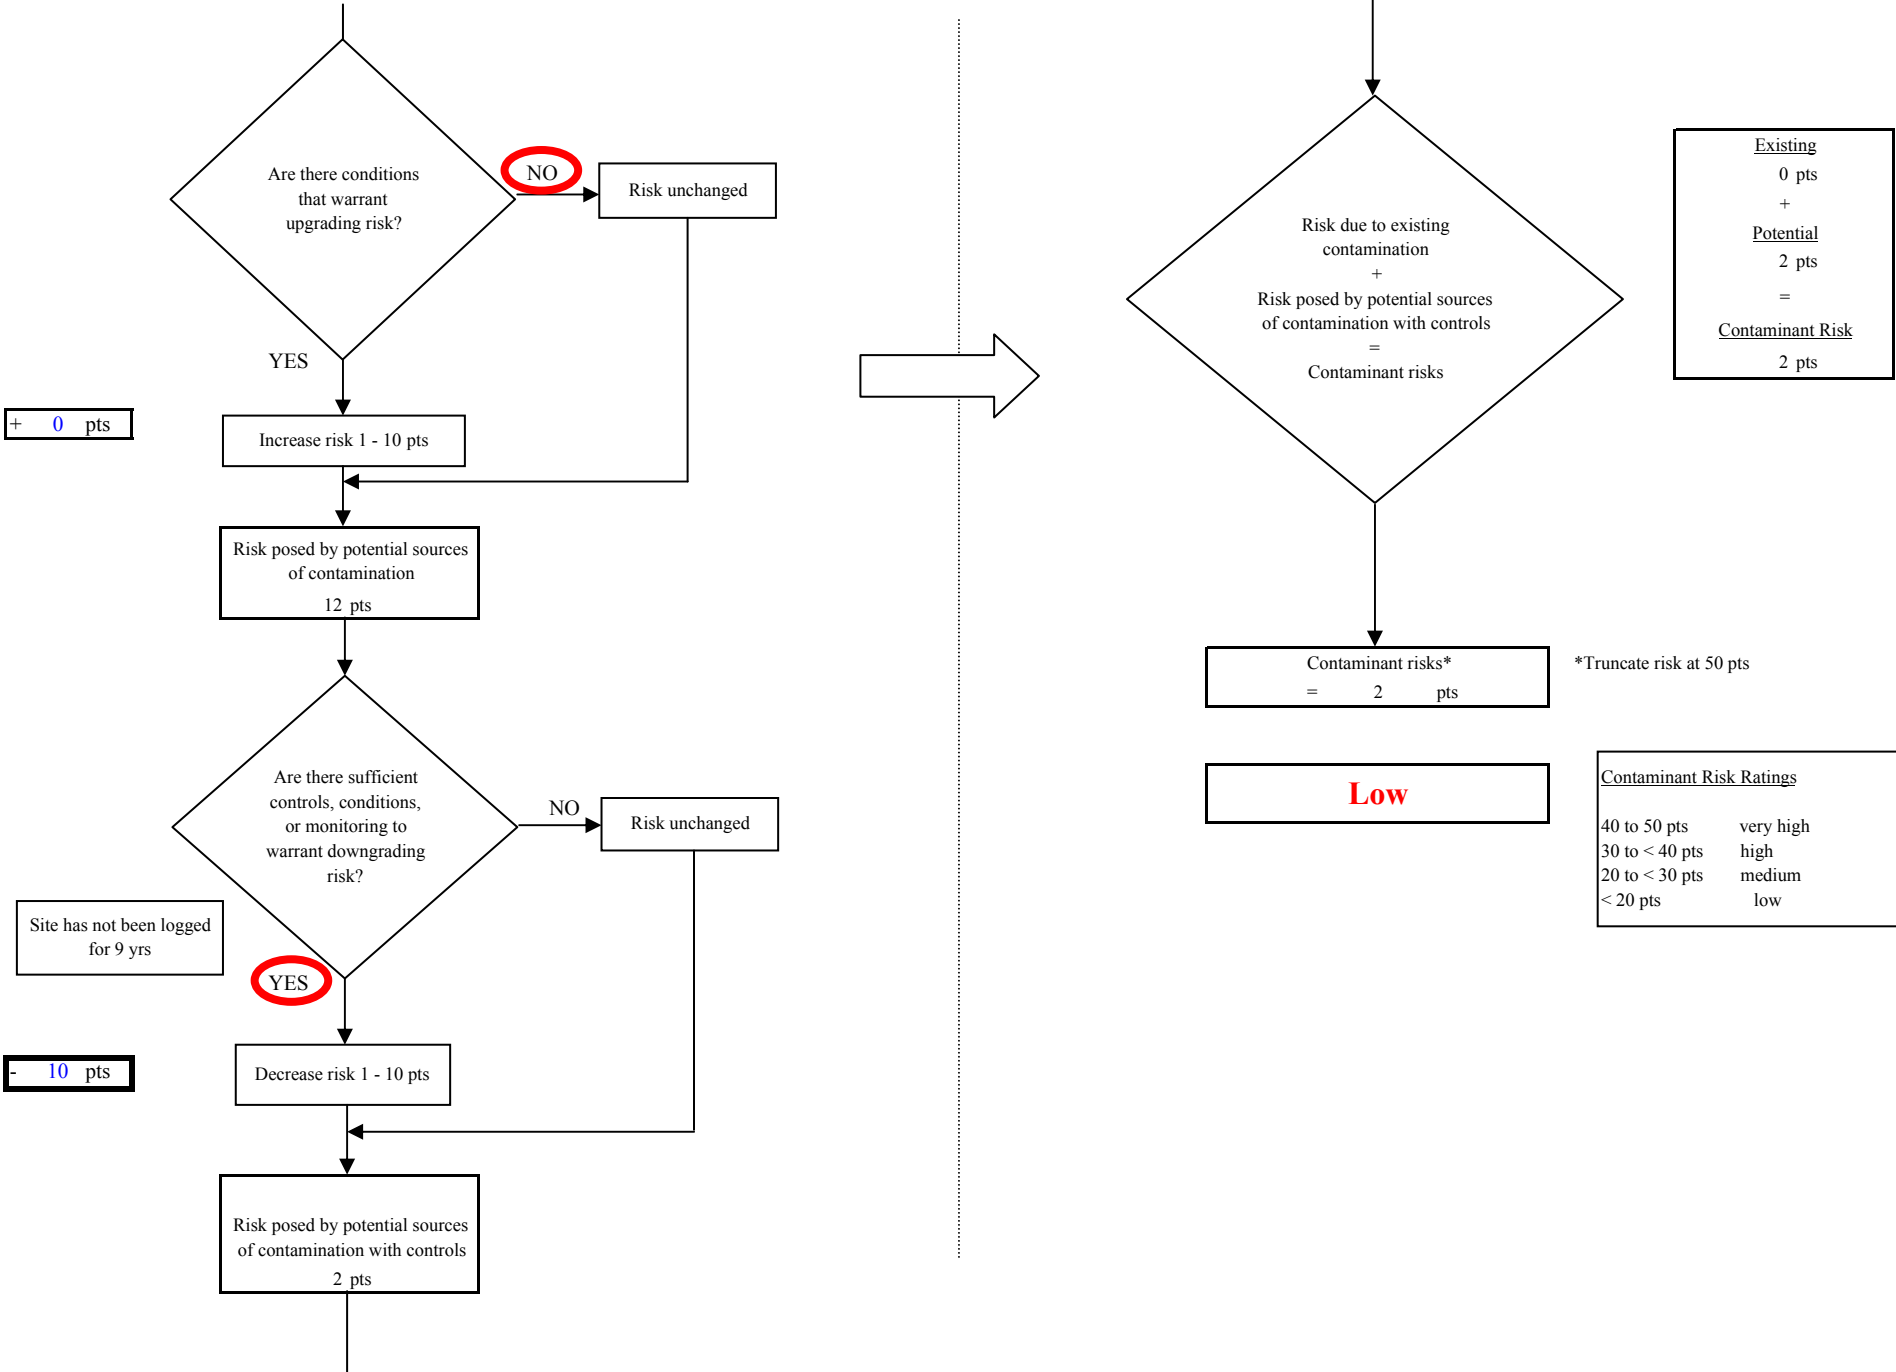 Are there conditions
that warrant
upgrading risk?
NO
Risk unchanged
YES
+ 0 pts
Increase risk 1 - 10 pts
Risk posed by potential sources
of contamination
12 pts
Are there sufficient
controls, conditions,
or monitoring to
warrant downgrading
risk?
NO
Risk unchanged
Site has not been logged
for 9 yrs
YES
- 10 pts
Decrease risk 1 - 10 pts
Risk posed by potential sources
of contamination with controls
2 pts
Risk due to existing
contamination
+
Risk posed by potential sources
of contamination with controls
=
Contaminant risks
Existing
0 pts
+
Potential
2 pts
=
Contaminant Risk
2 pts
Contaminant risks*
= 2 pts
*Truncate risk at 50 pts
Low
Contaminant Risk Ratings
40 to 50 pts very high
30 to < 40 pts high
20 to < 30 pts medium
< 20 pts low